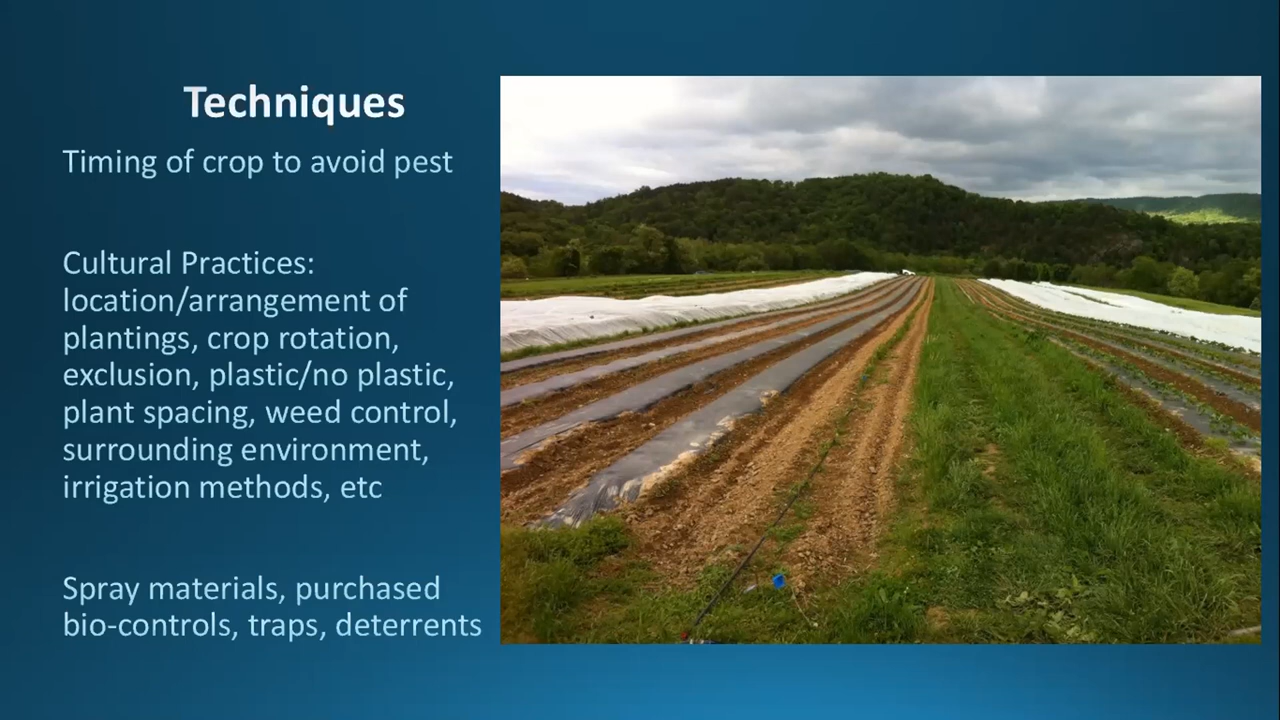 Techniques
Timing of crop to avoid pest
Cultural Practices:
location/arrangement of
plantings, crop rotation,
exclusion, plastic/no plastic,
plant spacing, weed control,
surrounding environment,
irrigation methods, etc
Spray materials, purchased
bio-controls, traps, deterrents